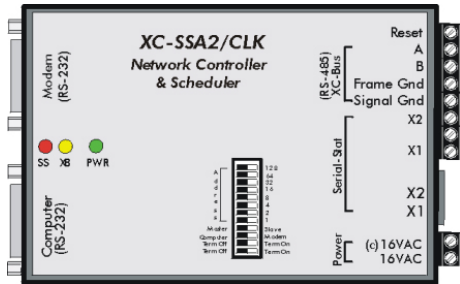 XC-SSA2/CLK
Network Controller
& Scheduler
Modem
(RS-232)
SS XB PWR
Computer
(RS-232)
Address
128
64
32
16
8
4
2
1
Master Slave
Computer Modem
Term Off Term On
Term Off Term On
Reset
(RS-485)
XC-Bus
A
B
Frame Gnd
Signal Gnd
Serial-Stat
X2
X1
X2
X1
Power
(c) 16VAC
16VAC